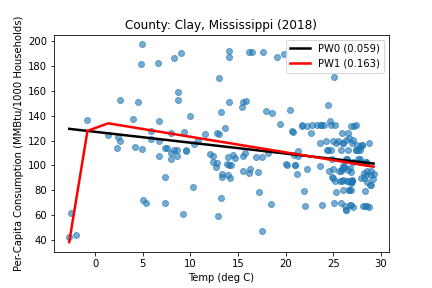 County: Clay, Mississippi (2018)
Per-Capita Consumption (MMBtu/1000 Households)
200
180
160
140
120
100
80
60
40
PW0 (0.059)
PW1 (0.163)
0 5 10 15 20 25 30
Temp (deg C)